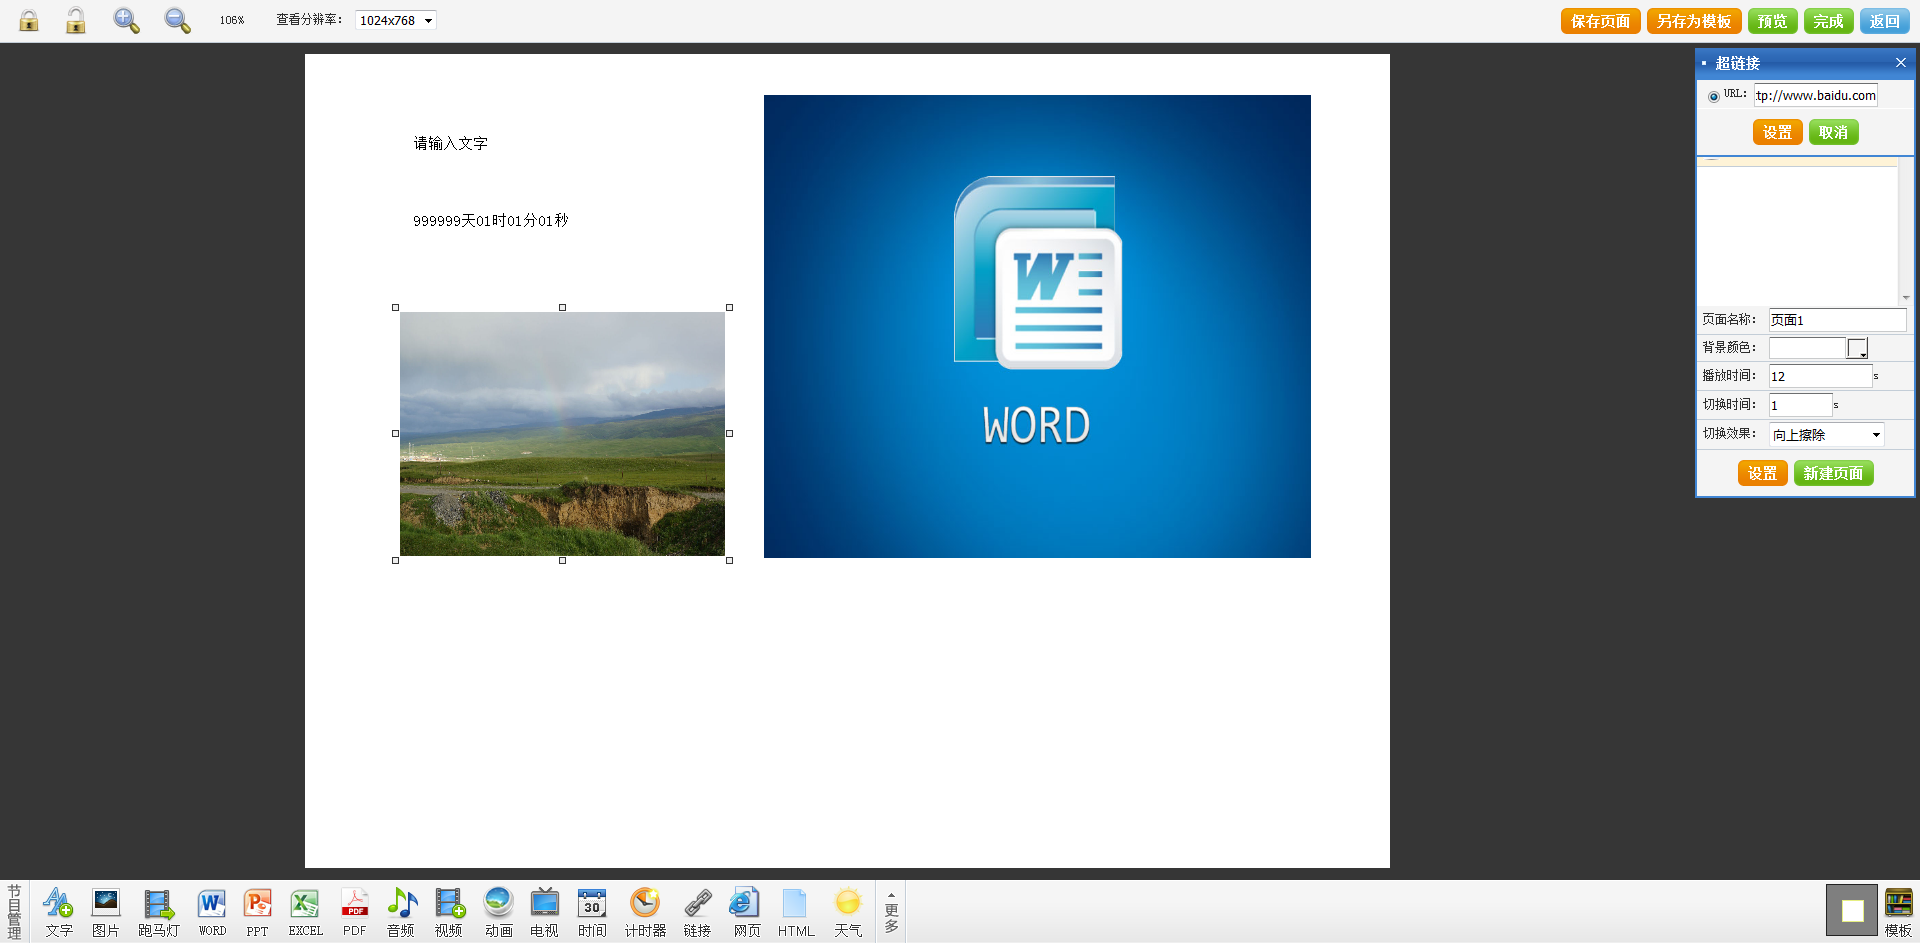 106%
查看分辨率：
1024x768
保存页面
另存为模板
预览
完成
返回
超链接
URL：
tp://www.baidu.com
设置
取消
请输入文字
999999天01时01分01秒
WORD
页面名称：
页面1
背景颜色：
播放时间：
12
s
切换时间：
1
s
切换效果：
向上擦除
设置
新建页面
节目管理
文字
图片
跑马灯
WORD
PPT
EXCEL
PDF
音频
视频
动画
电视
30
时间
计时器
链接
网页
HTML
天气
更多
模板